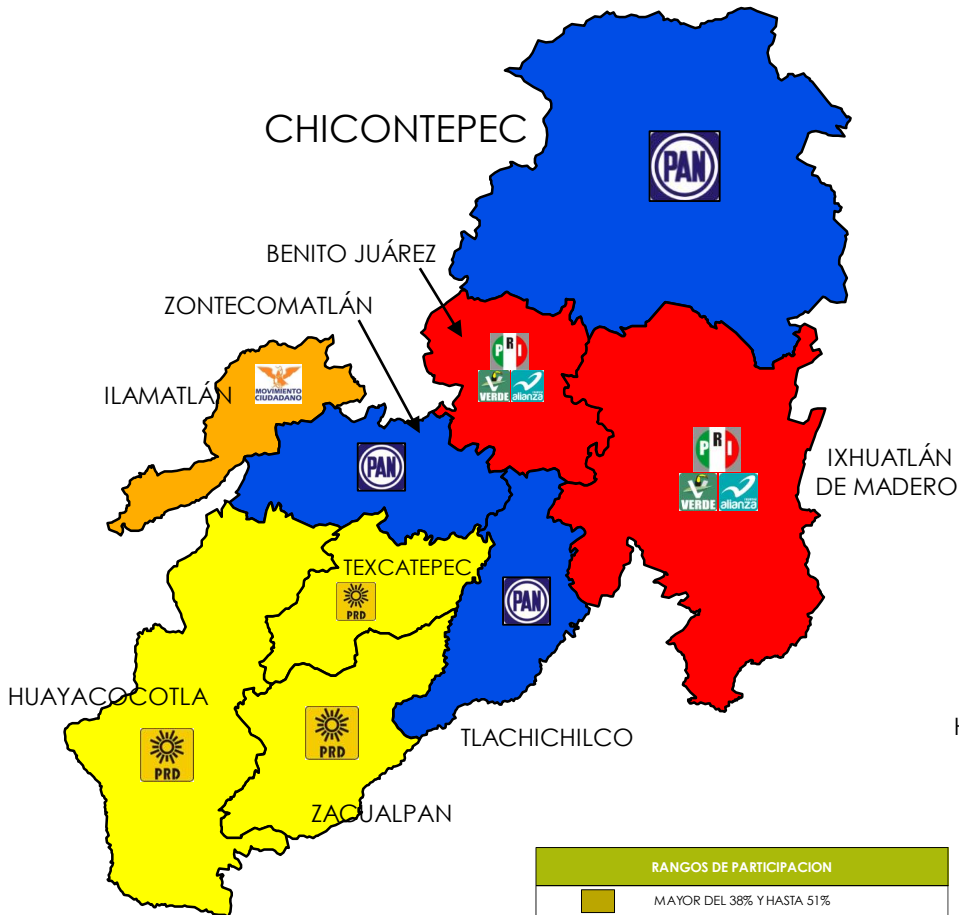 CHICONTEPEC
PAN
BENITO JUÁREZ
ZONTECOMATLÁN
PRI
VERDE alianza
ILAMATLÁN
MOVIMIENTO
CIUDADANO
PRI
VERDE alianza
IXHUATLÁN
DE MADERO
PAN
TEXCATEPEC
PRD
PAN
HUAYACOCOTLA
PRD
PRD
TLACHICHILCO
H
ZACUALPAN
RANGOS DE PARTICIPACION
MAYOR DEL 38% Y HASTA 51%